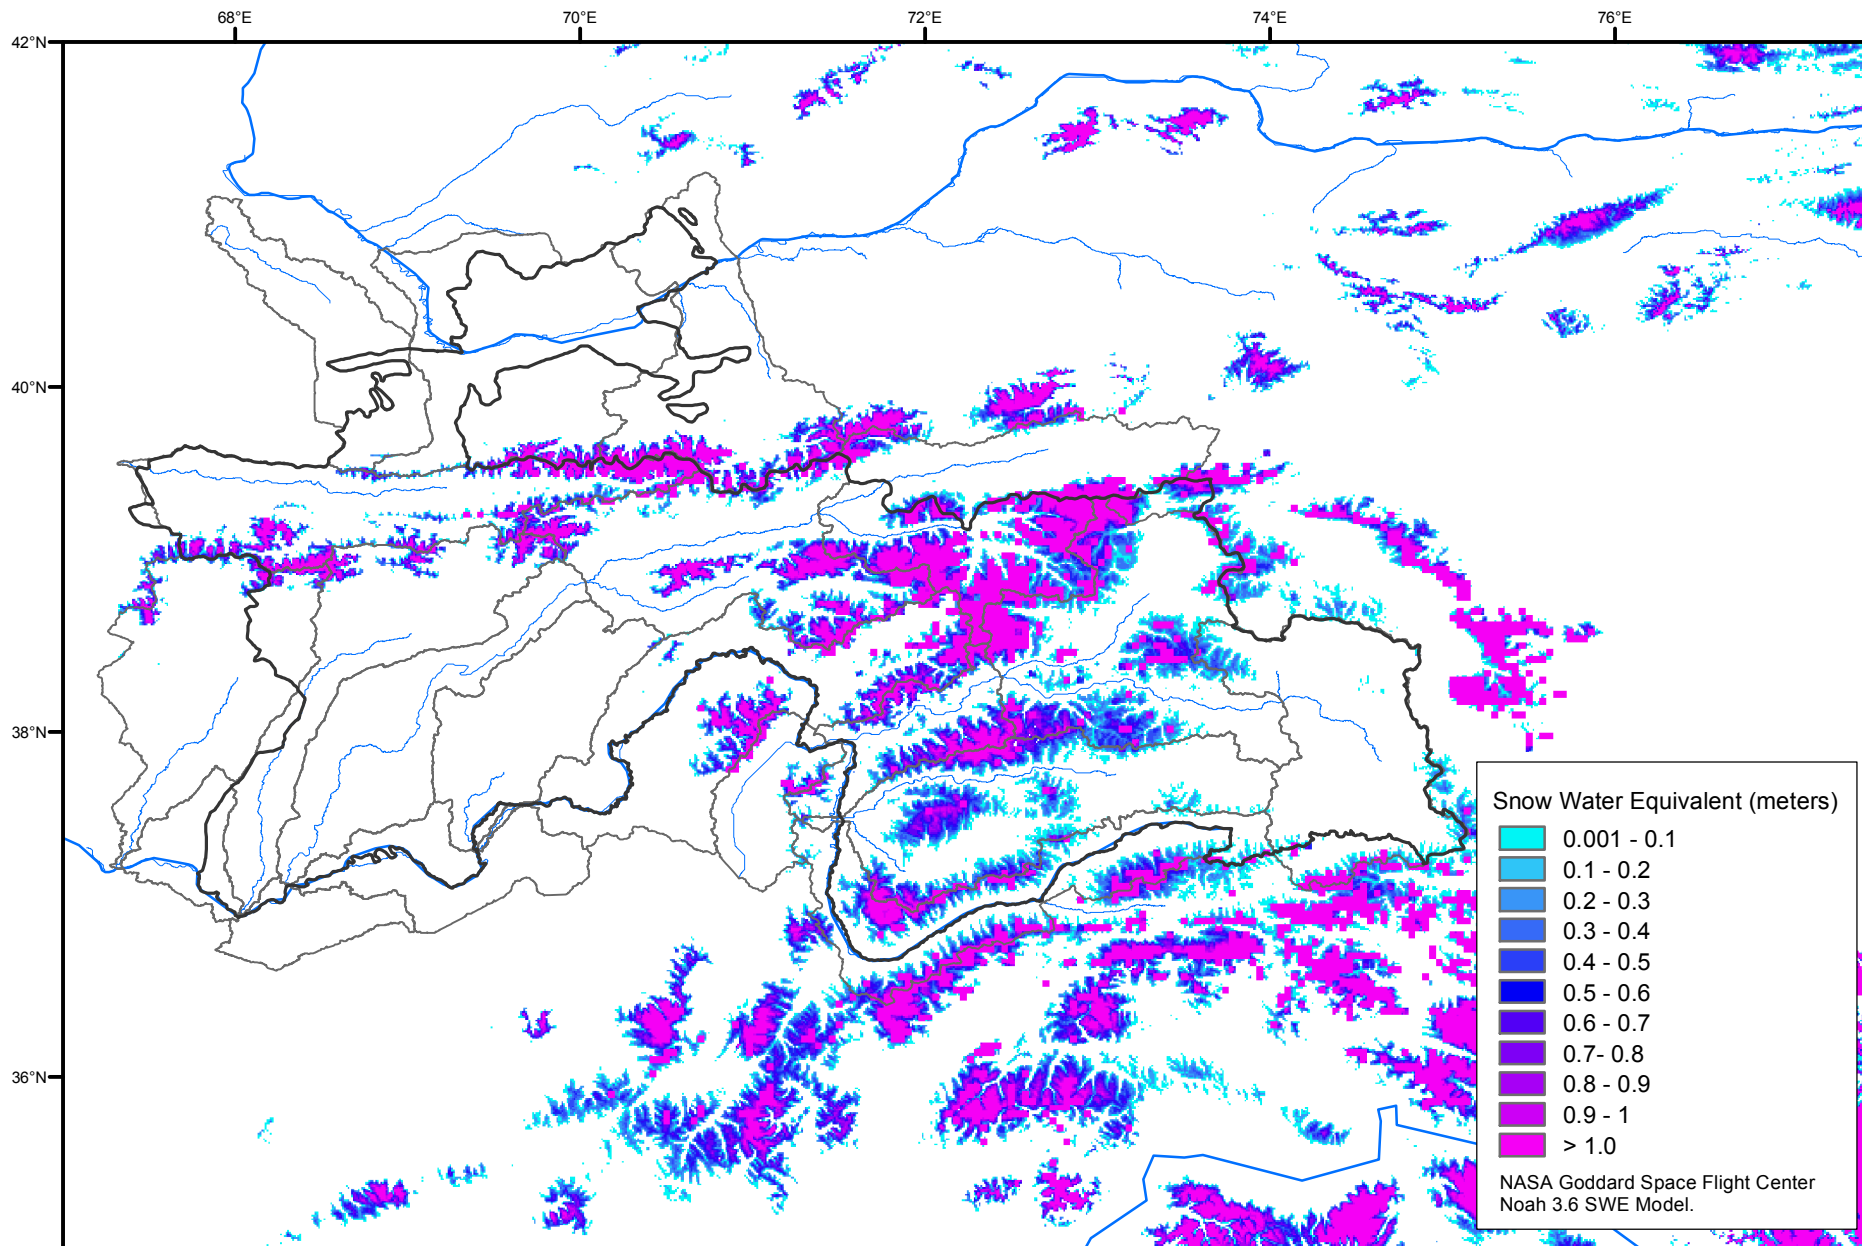 68°E 70°E 72°E 74°E 76°E
42°N
40°N
38°N
36°N
Snow Water Equivalent (meters)
0.001 - 0.1
0.1 - 0.2
0.2 - 0.3
0.3 - 0.4
0.4 - 0.5
0.5 - 0.6
0.6 - 0.7
0.7- 0.8
0.8 - 0.9
0.9 - 1
> 1.0
NASA Goddard Space Flight Center
Noah 3.6 SWE Model.